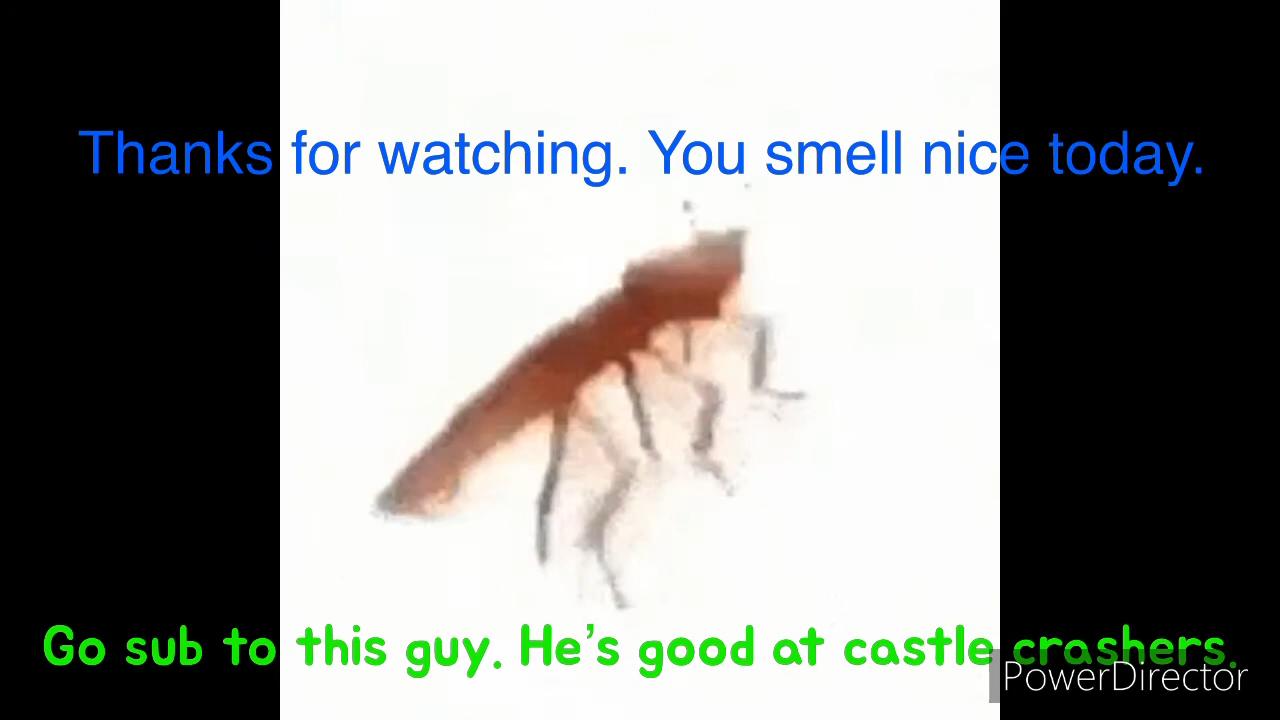 Thanks for watching. You smell nice today.
Go sub to this guy. He's good at castle crashers.
PowerDirector